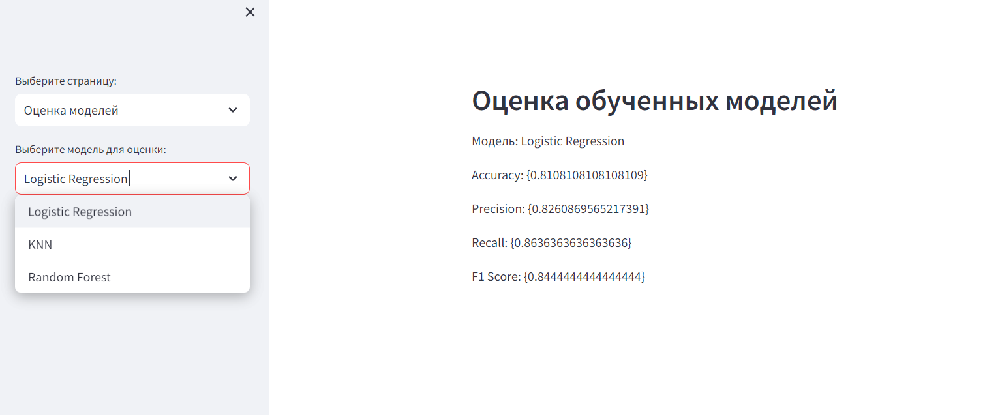 Выберите страницу:
Оценка моделей
Выберите модель для оценки:
Logistic Regression
Logistic Regression
KNN
Random Forest
Оценка обученных моделей
Модель: Logistic Regression
Accuracy: {0.8108108108108109}
Precision: {0.8260869565217391}
Recall: {0.8636363636363636}
F1 Score: {0.8444444444444444}